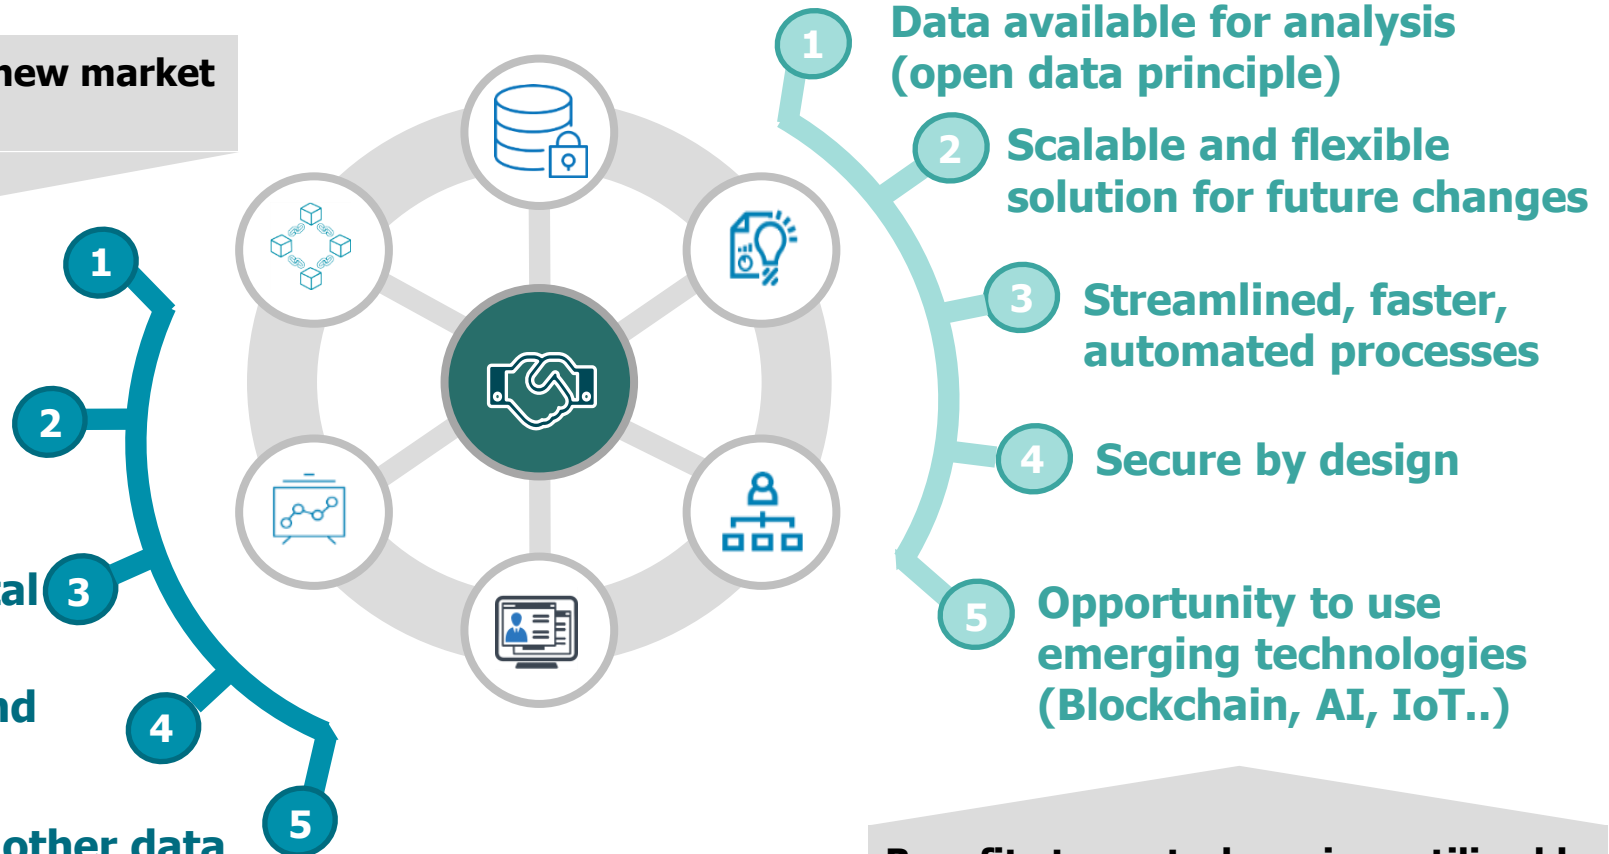 new market
1
2
tal 3
nd
4
5
other data
1
Data available for analysis
(open data principle)
2
Scalable and flexible
solution for future changes
3
Streamlined, faster,
automated processes
4
Secure by design
5
Opportunity to use
emerging technologies
(Blockchain, AI, IoT..)